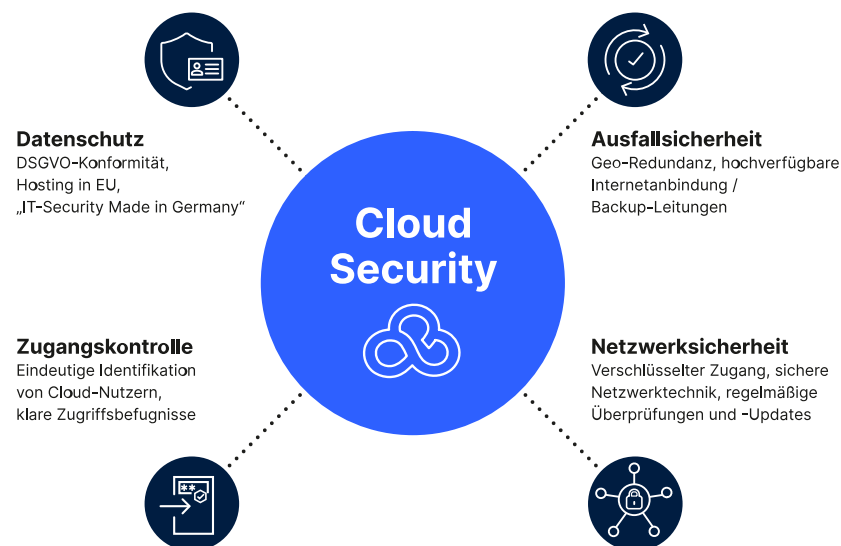 Datenschutz
DSGVO-Konformität,
Hosting in EU,
„IT-Security Made in Germany“
Ausfallsicherheit
Geo-Redundanz, hochverfügbare
Internetanbindung /
Backup-Leitungen
Cloud
Security
Zugangskontrolle
Eindeutige Identifikation
von Cloud-Nutzern,
klare Zugriffsbefugnisse
Netzwerksicherheit
Verschlüsselter Zugang, sichere
Netzwerktechnik, regelmäßige
Überprüfungen und -Updates
**